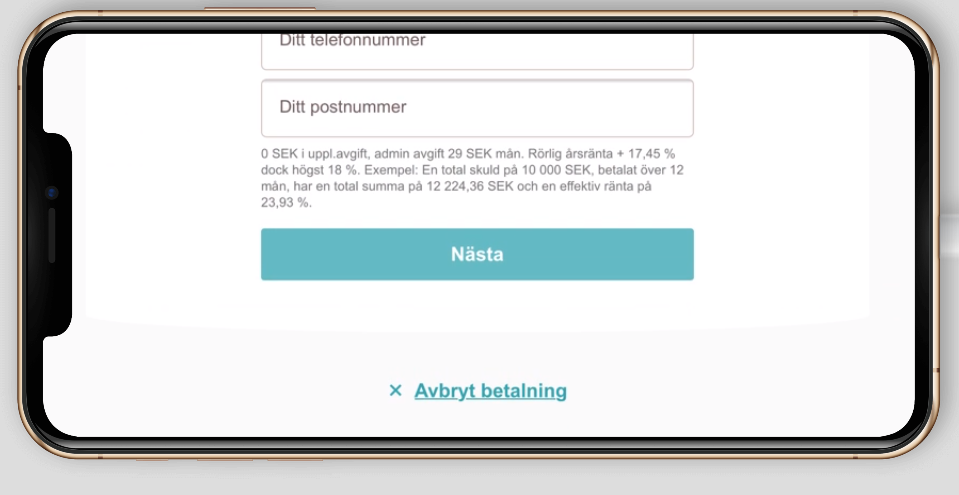 Ditt telefonnummer
Ditt postnummer
0 SEK i uppl.avgift, admin avgift 29 SEK mån. Rörlig årsränta + 17,45 %
dock högst 18 %. Exempel: En total skuld på 10 000 SEK, betalat över 12
mån, har en total summa på 12 224,36 SEK och en effektiv ränta på
23,93 %.
Nästa
× Avbryt betalning